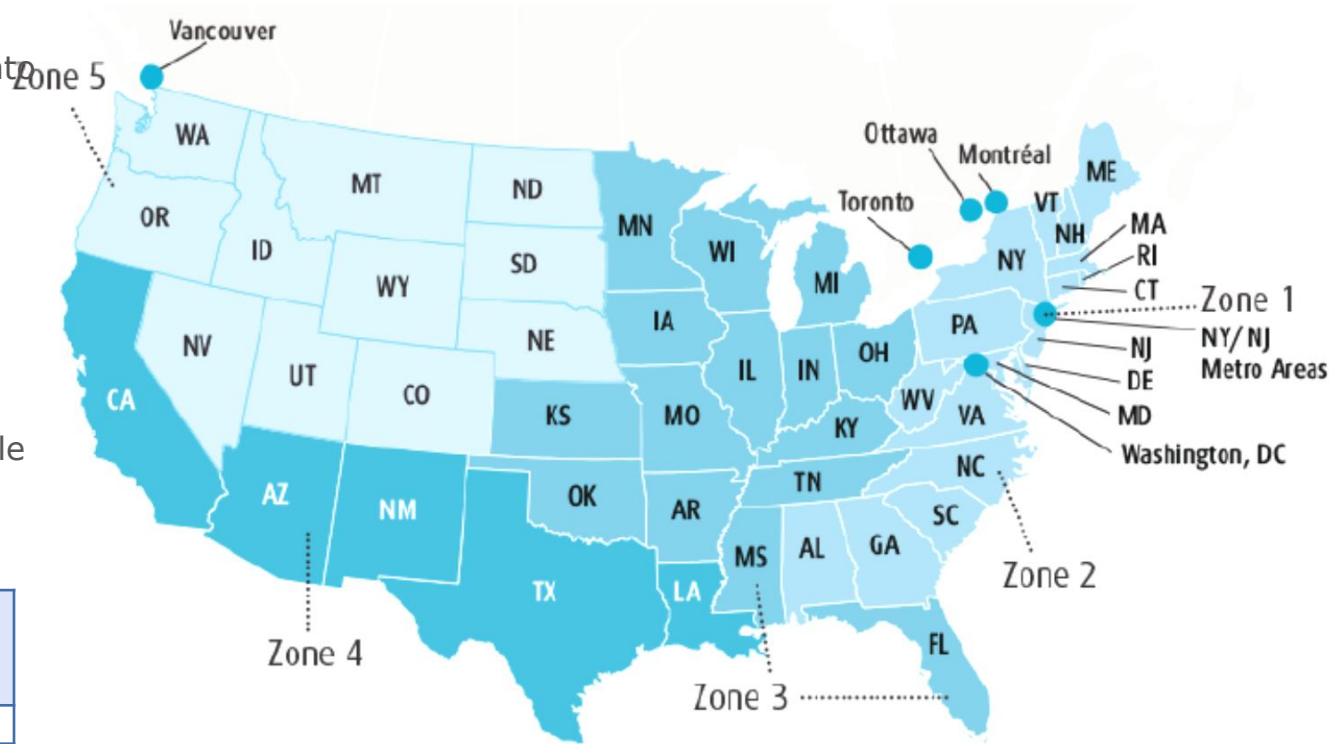 Vancouver
nto
Zone 5
WA
Ottawa
Montréal
ME
MT
ND
VT
Toronto
OR
MN
NH
MA
WI
ID
SD
NY
RI
WY
MI
CT
Zone 1
IA
PA
NE
NV
OH
NY/NJ
Metro Areas
NJ
UT
IL
IN
DE
CO
CA
WV
KS
MO
VA
MD
KY
le
Washington, DC
NC
TN
AZ
OK
NM
AR
SC
MS
AL
GA
Zone 2
TX
LA
FL
Zone 4
Zone 3